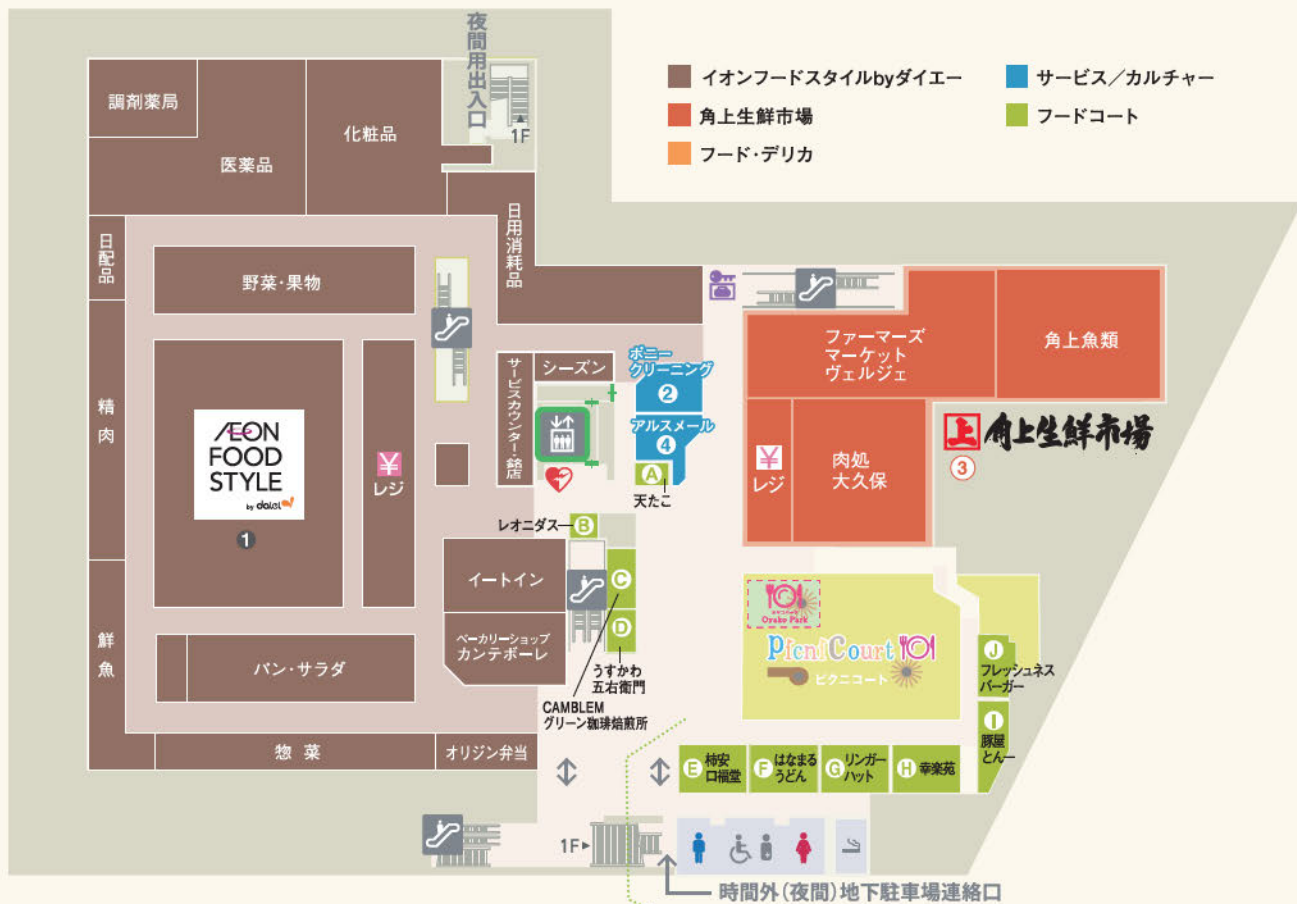 夜間用出入口
1F
イオンフードスタイルbyダイエー
角上生鮮市場
フード・デリカ
サービス／カルチャー
フードコート
調剤薬局
医薬品
化粧品
日用消耗品
日配品
野菜・果物
精肉
ÆON
FOOD
STYLE
by daiei
1
¥
レジ
鮮魚
パン・サラダ
惣菜
オリジン弁当
サービスカウンター・銘店
シーズン
ポニー
クリーニング
2
アルスメール
4
A
天たこ
レオニダス
B
イートイン
ベーカリーショップ
カンテボーレ
C
D
うすかわ
五右衛門
CAMBLEM
グリーン珈琲焙煎所
ファーマーズ
マーケット
ヴェルジェ
角上魚類
¥
レジ
肉処
大久保
上 角上生鮮市場
3
Orake Park
PicniCourt
ピクニコート
J
フレッシュネス
バーガー
I
豚屋
とん一
E 柿安
口福堂
F はなまる
うどん
G リンガー
ハット
H 幸楽苑
1F
時間外(夜間)地下駐車場連絡口